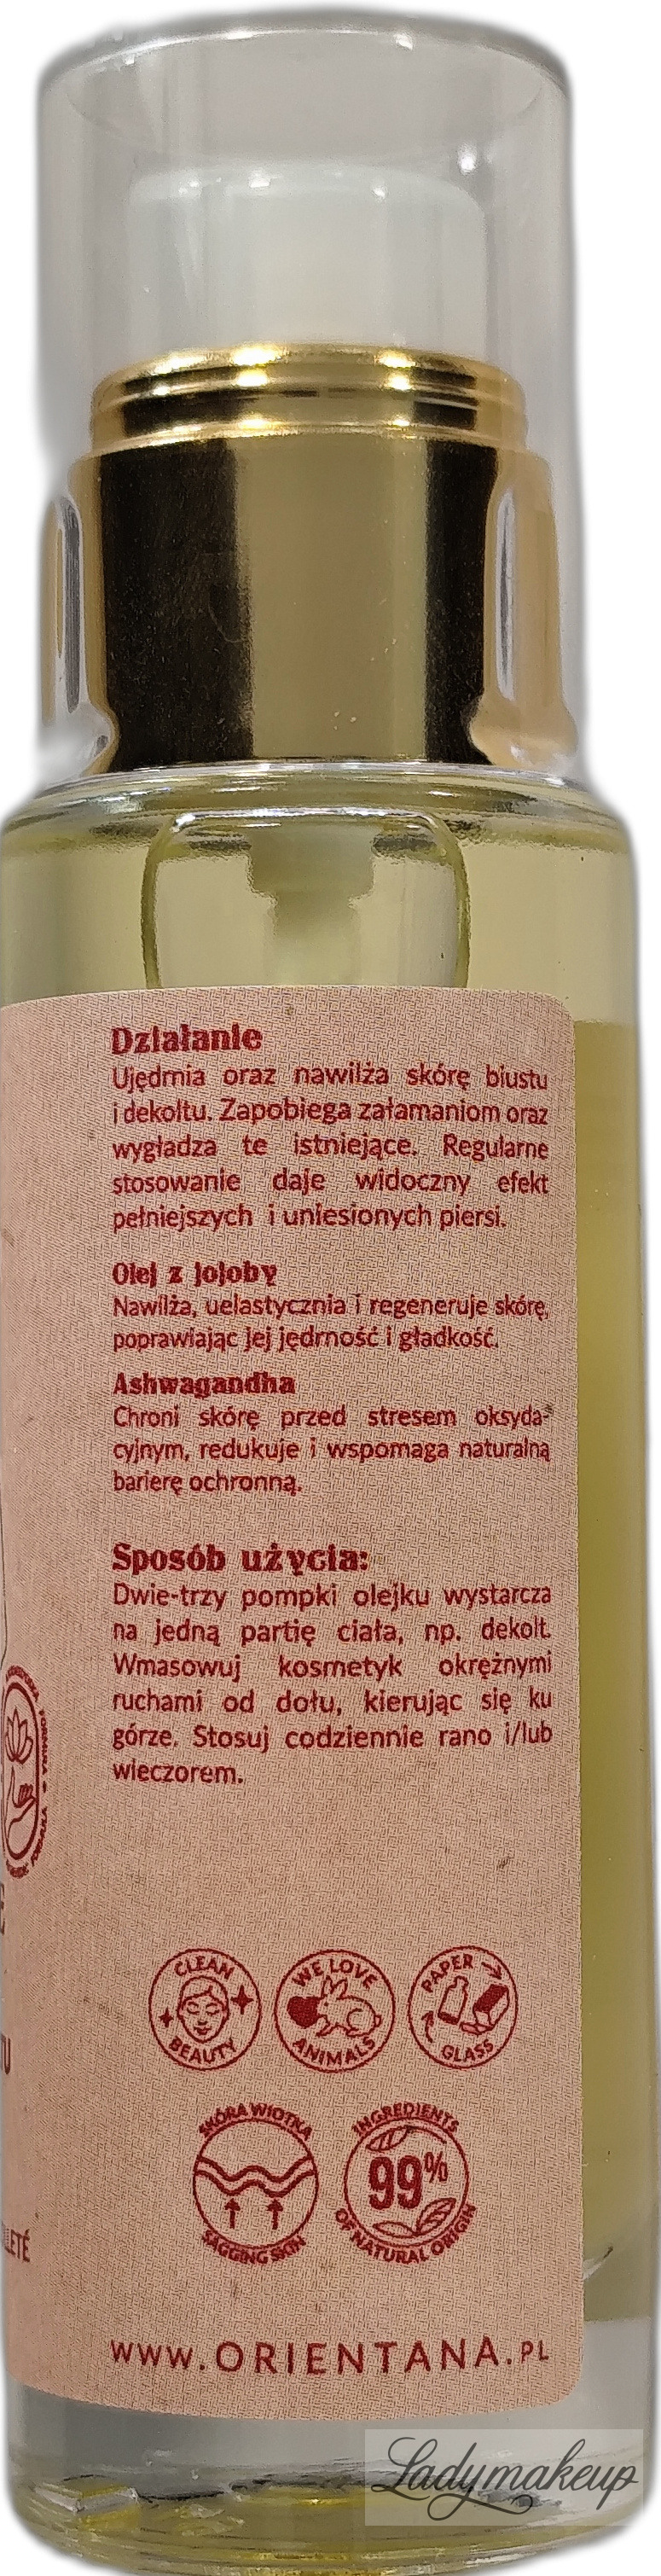 Działanie
Ujędrnia oraz nawilża skórę biustu
i dekoltu. Zapobiega załamaniom oraz
wygładza te istniejące. Regularne
stosowanie daje widoczny efekt
pełniejszych i uniesionych piersi.
Olej z jojoby
Nawilża, uelastycznia i regeneruje skórę,
poprawiając jej jędrność i gładkość.
Ashwagandha
Chroni skórę przed stresem oksyda-
cyjnym, redukuje i wspomaga naturalną
barierę ochronną.
Sposób użycia:
Dwie-trzy pompki olejku wystarcza
na jedną partię ciała, np. dekolt.
Wmasowuj kosmetyk okrężnymi
ruchami od dołu, kierując się ku
górze. Stosuj codziennie rano i/lub
wieczorem.
CLEAN BEAUTY
WE LOVE ANIMALS
PAPER GLASS
SKÓRA WIOTKA SAGGING SKIN
INGREDIENTS 99% OF NATURAL ORIGIN
WWW.ORIENTANA.PL
Ladymakeup